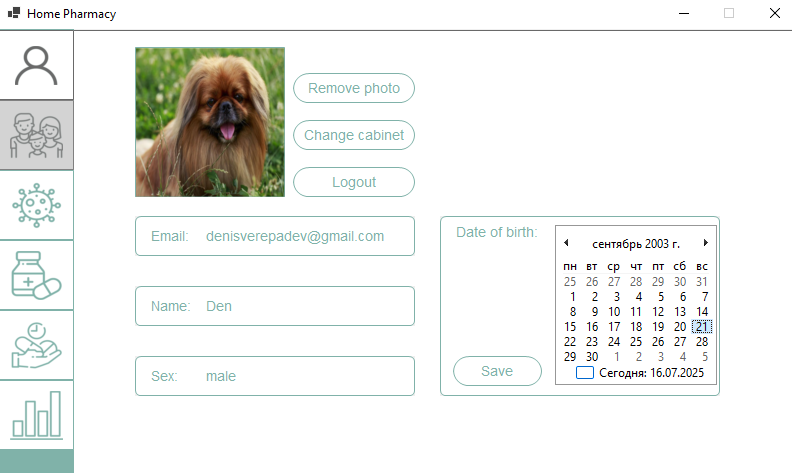 Home Pharmacy
Remove photo
Change cabinet
Logout
Email: denisverepadev@gmail.com
Name: Den
Sex: male
Date of birth:
сентябрь 2003 г.
пн вт ср чт пт сб вс
25 26 27 28 29 30 31
1 2 3 4 5 6 7
8 9 10 11 12 13 14
15 16 17 18 19 20 21
22 23 24 25 26 27 28
29 30 1 2 3 4 5
Сегодня: 16.07.2025
Save